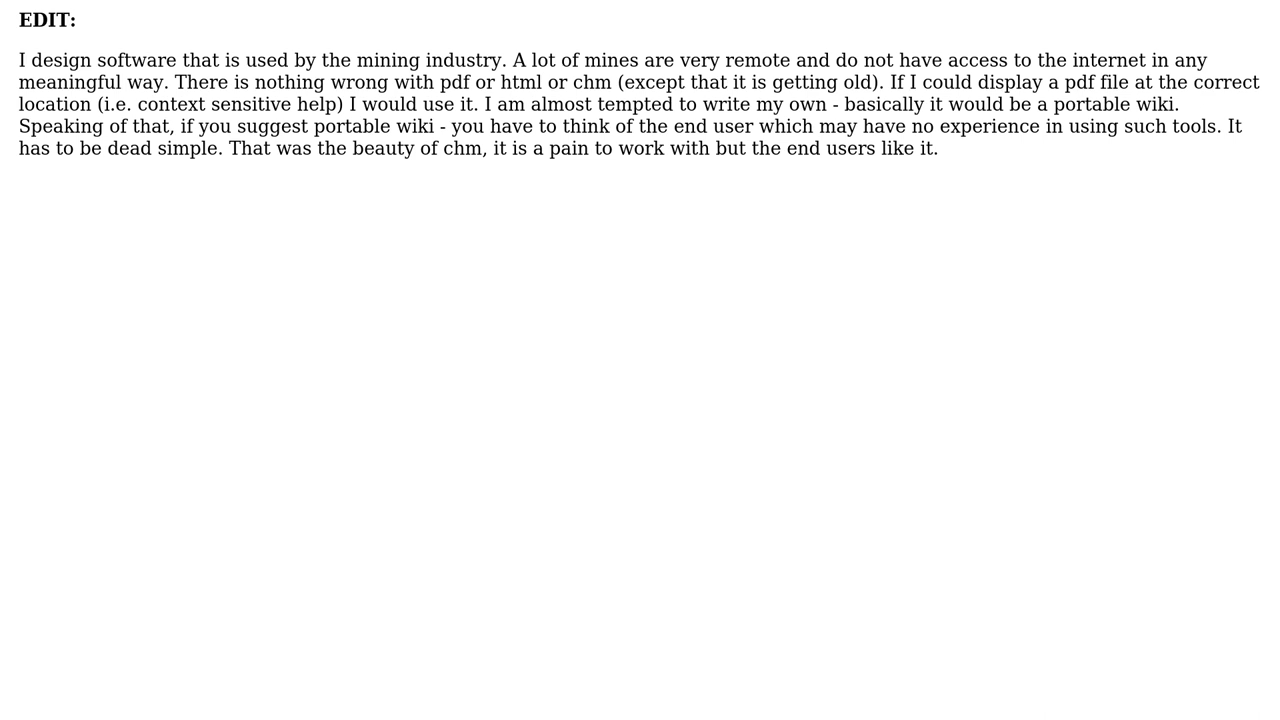 EDIT:
I design software that is used by the mining industry. A lot of mines are very remote and do not have access to the internet in any
meaningful way. There is nothing wrong with pdf or html or chm (except that it is getting old). If I could display a pdf file at the correct
location (i.e. context sensitive help) I would use it. I am almost tempted to write my own - basically it would be a portable wiki.
Speaking of that, if you suggest portable wiki - you have to think of the end user which may have no experience in using such tools. It
has to be dead simple. That was the beauty of chm, it is a pain to work with but the end users like it.